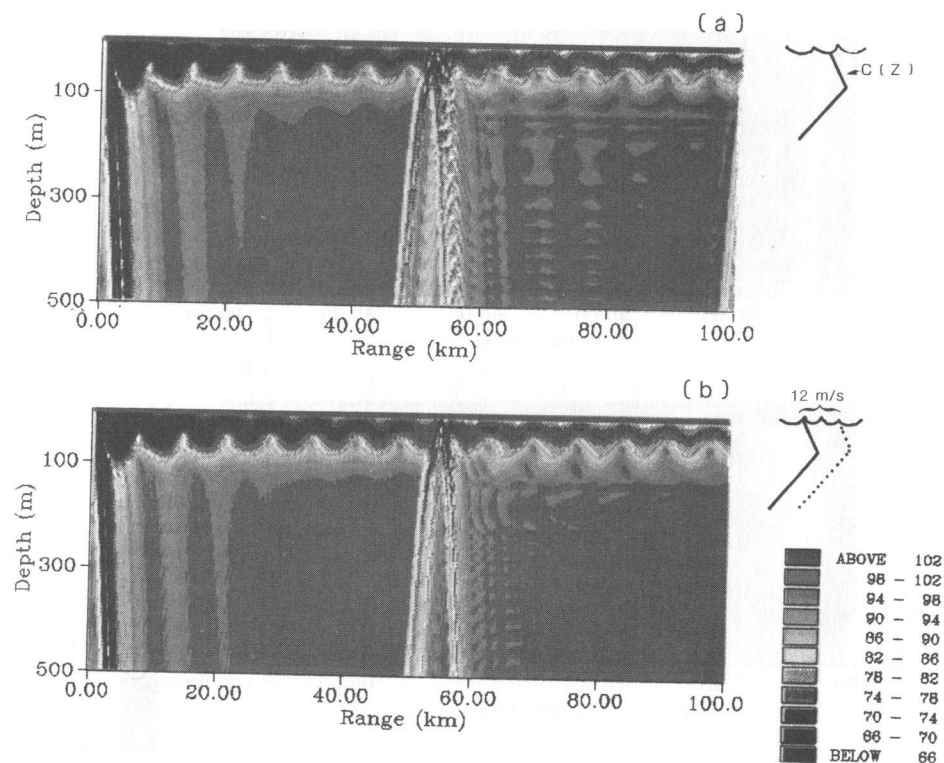 (a)
C(Z)
100
300
500
Depth (m)
0.00 20.00 40.00 60.00 80.00 100.0
Range (km)
(b)
12 m/s
100
300
500
Depth (m)
0.00 20.00 40.00 60.00 80.00 100.0
Range (km)
ABOVE 102
98 - 102
94 - 98
90 - 94
86 - 90
82 - 86
78 - 82
74 - 78
70 - 74
66 - 70
BELOW 66